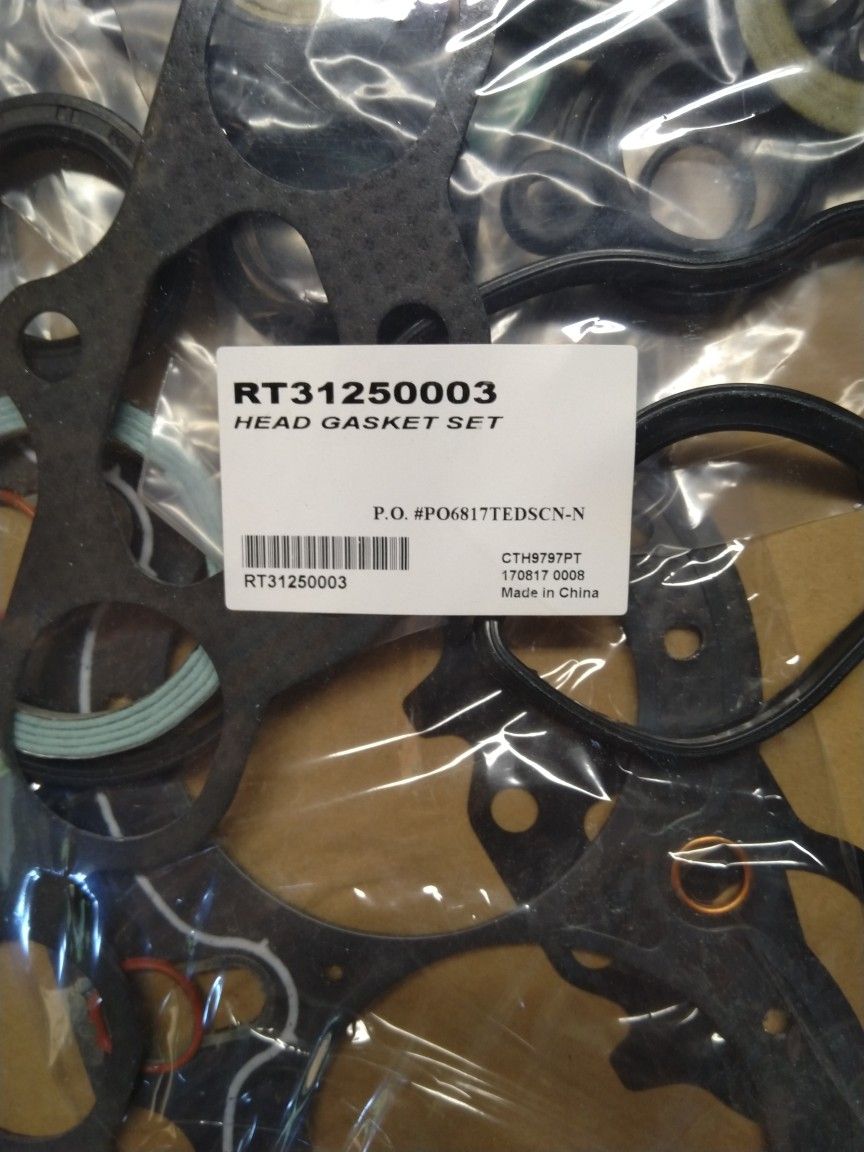 RT31250003
HEAD GASKET SET
P.O. #PO6817TEDSCN-N
RT31250003
CTH9797PT
170817 0008
Made in China